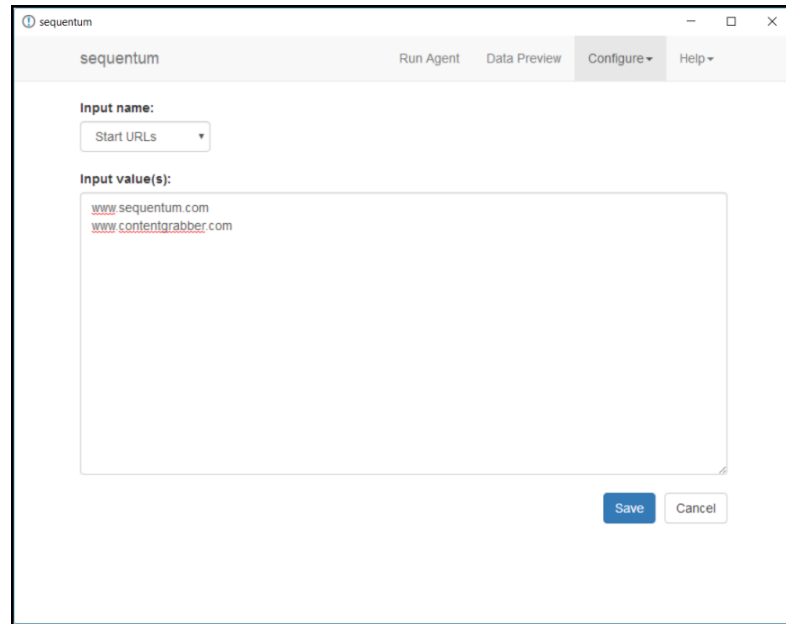 sequentum
sequentum Run Agent Data Preview Configure Help
Input name:
Start URLs
Input value(s):
www.sequentum.com
www.contentgrabber.com
Save Cancel